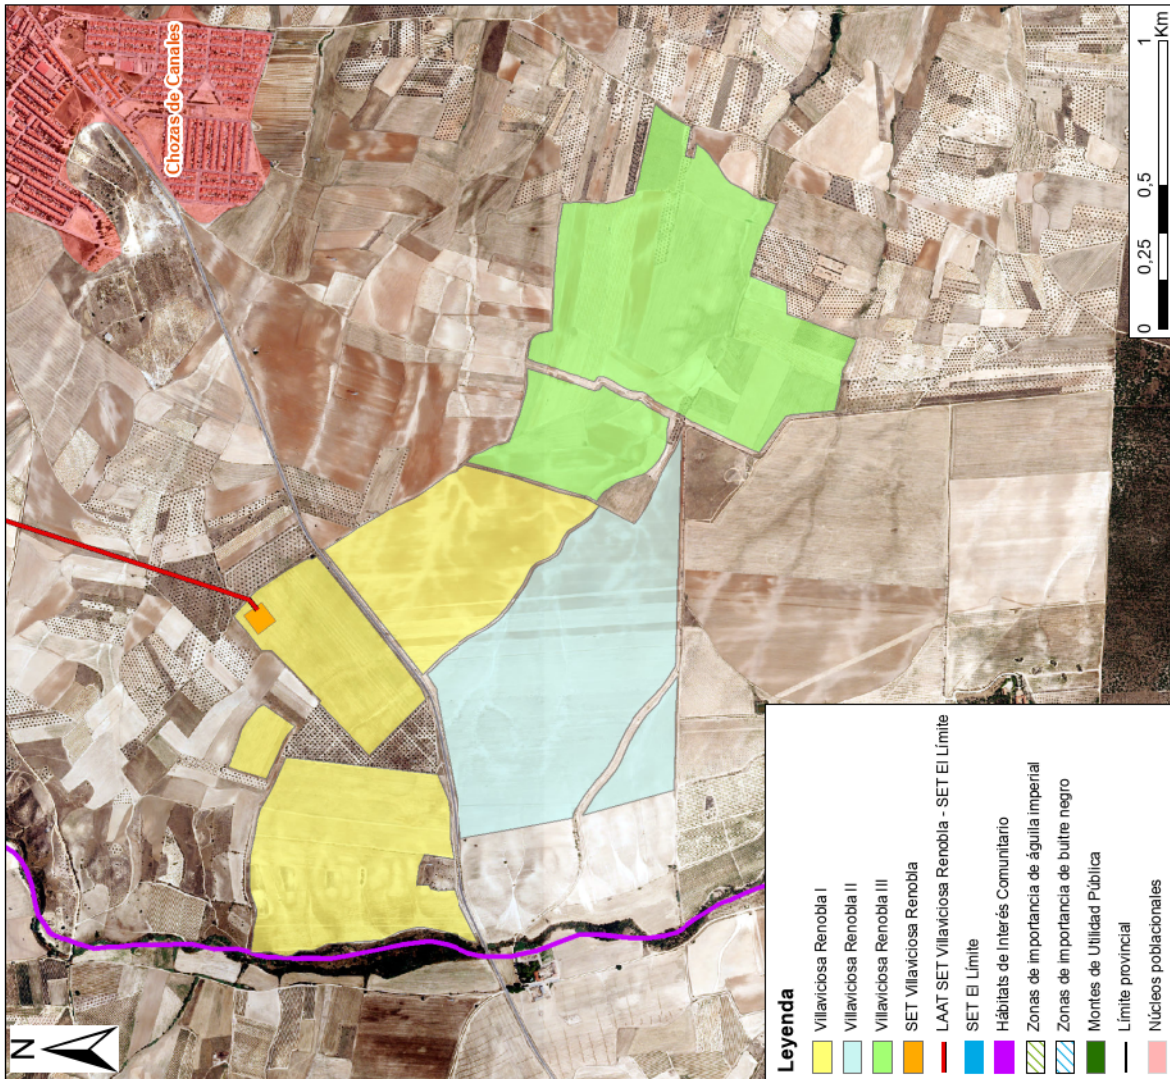 Chozas de Canales
N
0 0,25 0,5 1
Km
Leyenda
Villaviciosa Renobla I
Villaviciosa Renobla II
Villaviciosa Renobla III
SET Villaviciosa Renobla
LAAT SET Villaviciosa Renobla - SET El Límite
SET El Límite
Hábitats de Interés Comunitario
Zonas de importancia de águila imperial
Zonas de importancia de buitre negro
Montes de Utilidad Pública
Límite provincial
Núcleos poblacionales